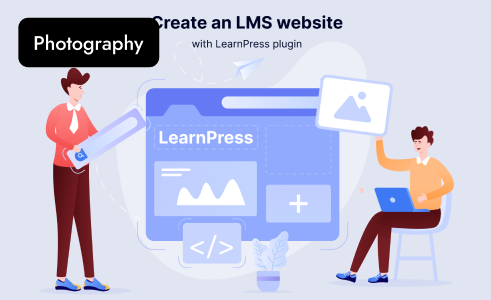 Create an LMS website
Photography
with LearnPress plugin
LearnPress
</>